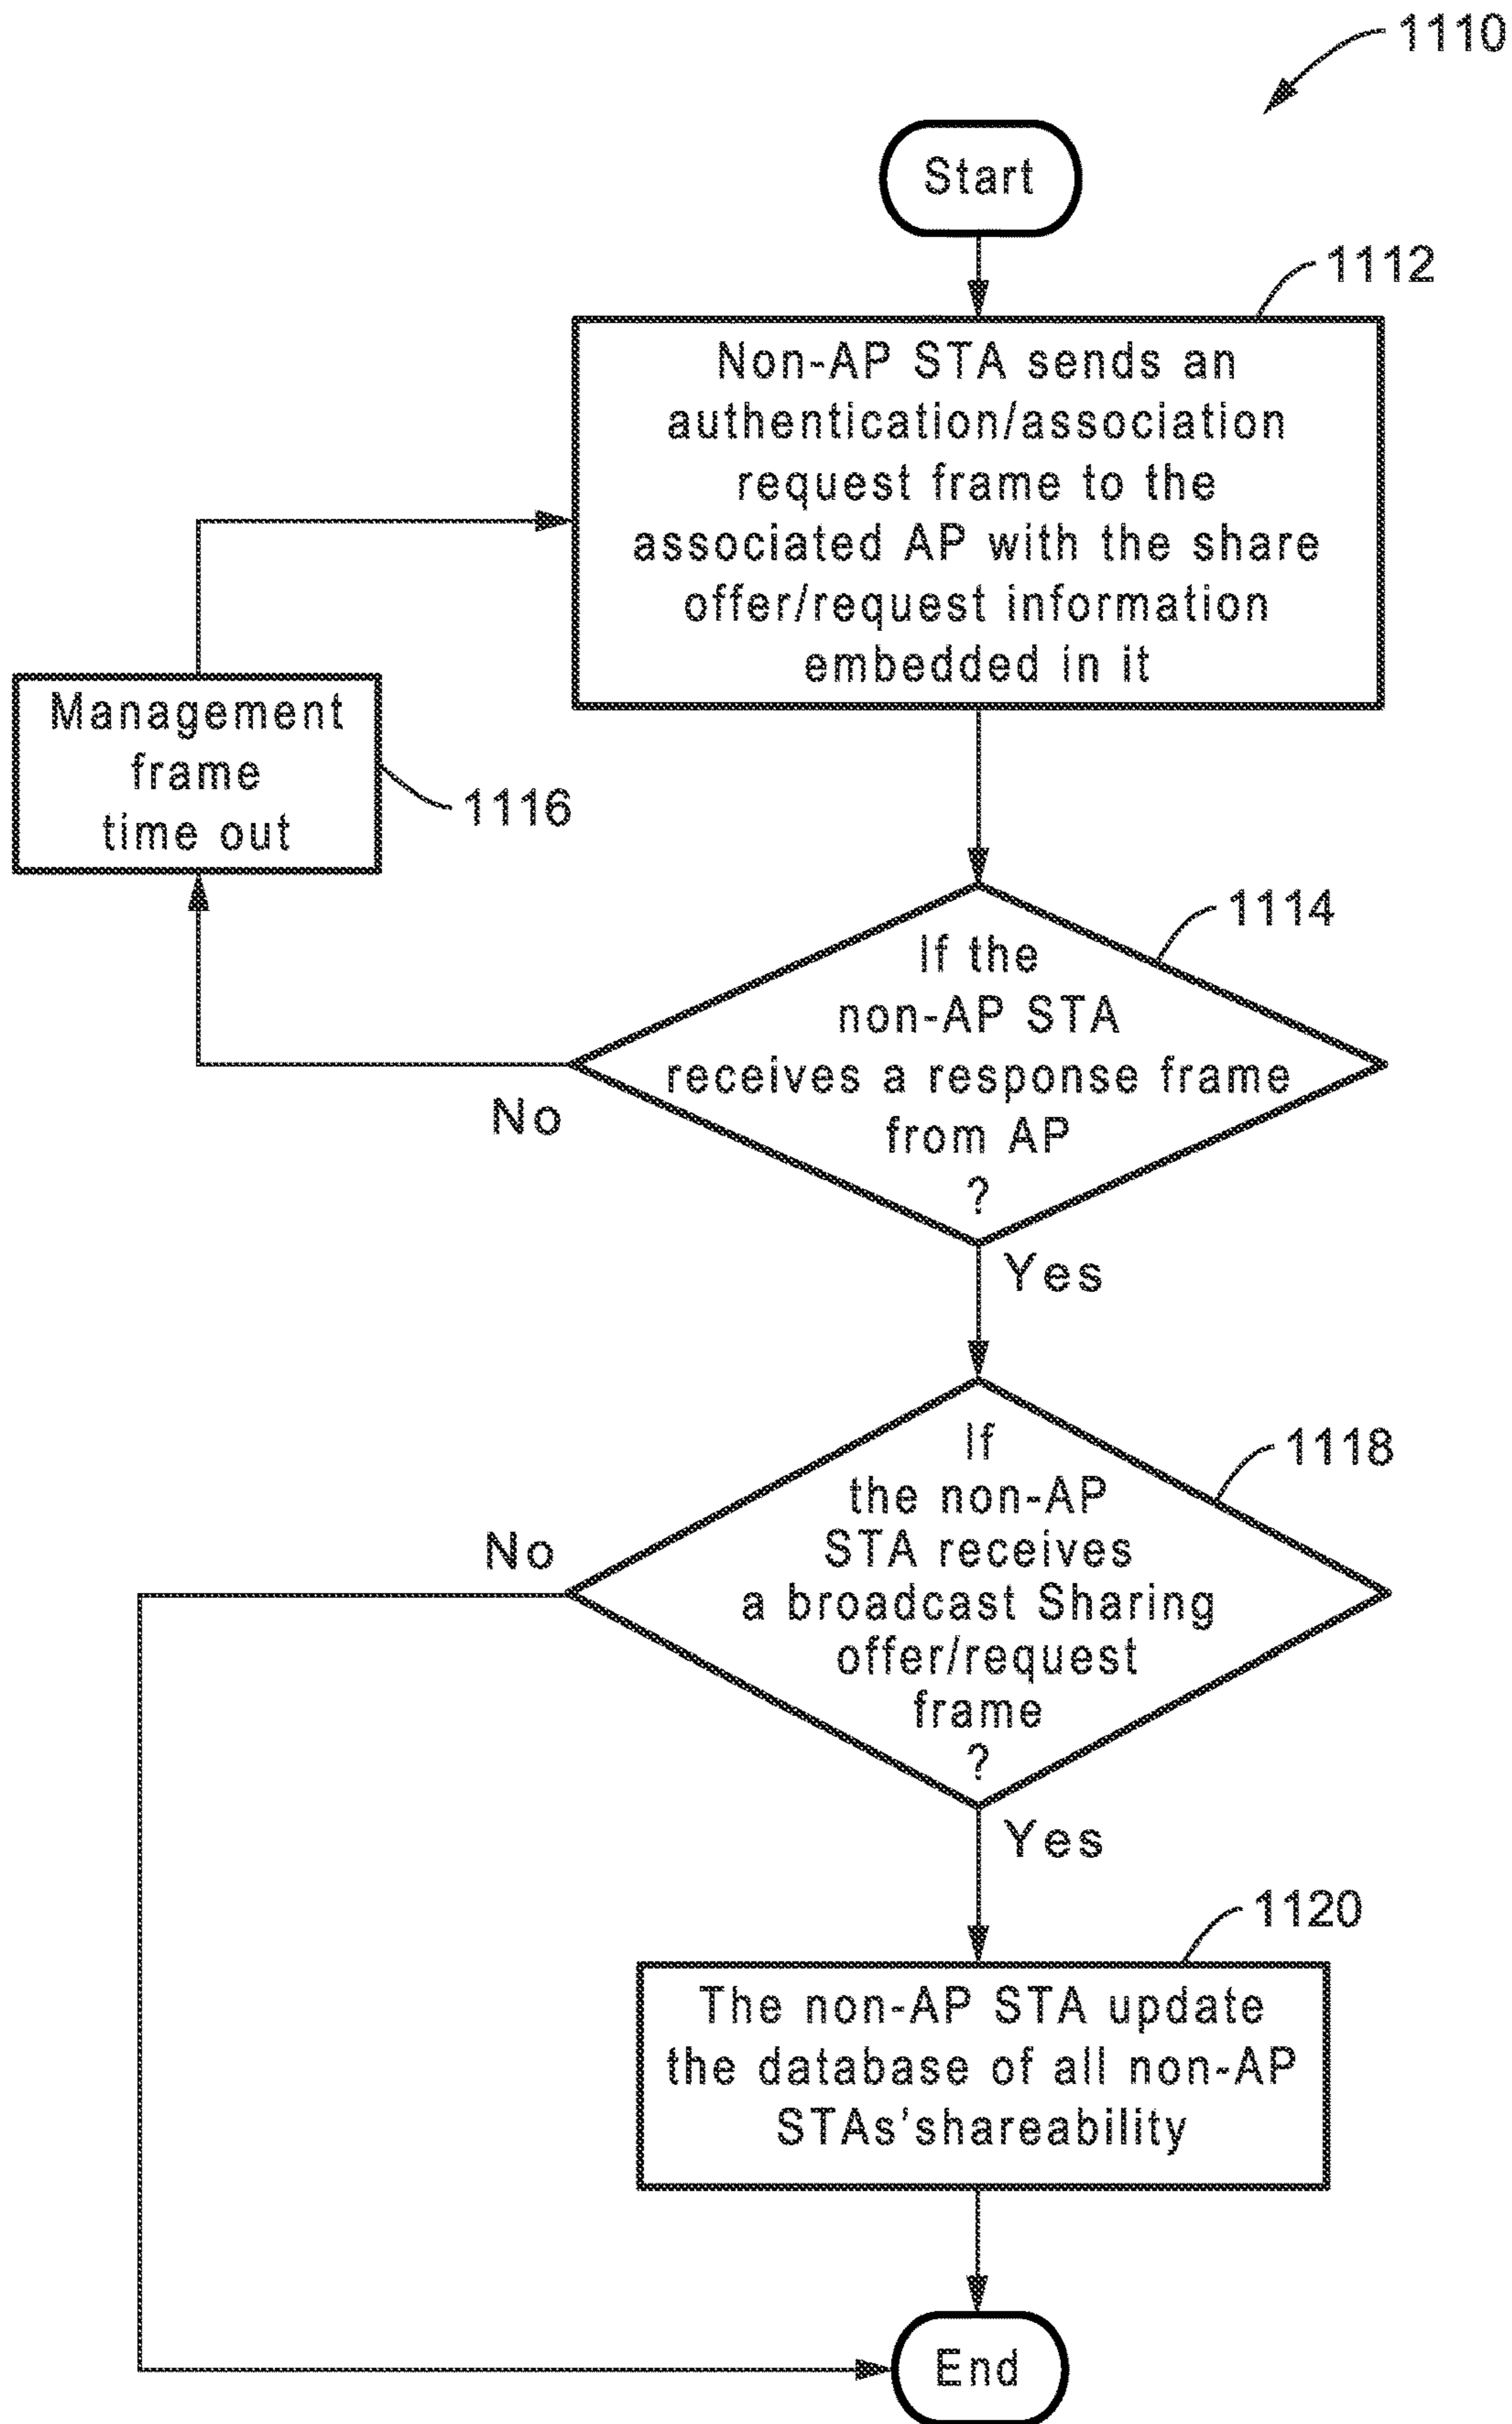 1110
Start
1112
Non-AP STA sends an
authentication/association
request frame to the
associated AP with the share
offer/request information
embedded in it
Management
frame
time out
1116
1114
If the
non-AP STA
receives a response frame
from AP
?
No
Yes
1118
If
the non-AP
STA receives
a broadcast Sharing
offer/request
frame
?
No
Yes
1120
The non-AP STA update
the database of all non-AP
STAs'shareability
End